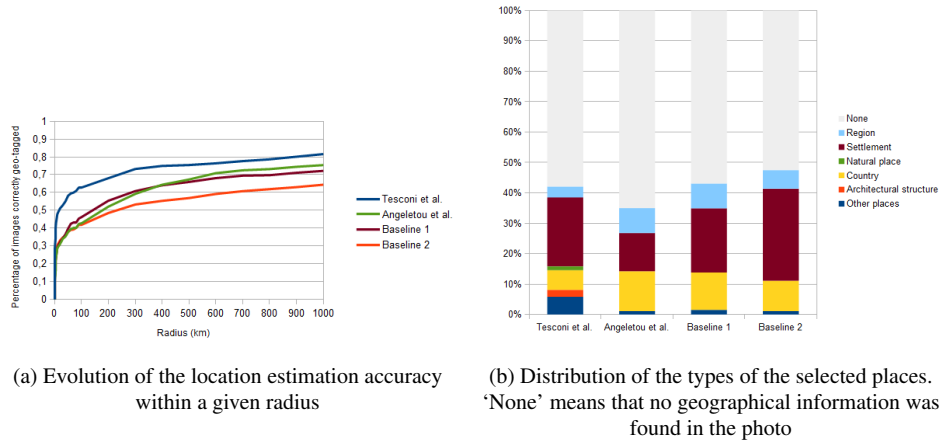 Percentage of images correctly geo-tagged
1
0,9
0,8
0,7
0,6
0,5
0,4
0,3
0,2
0,1
0
0 100 200 300 400 500 600 700 800 900 1000
Radius (km)
Tesconi et al.
Angeletou et al.
Baseline 1
Baseline 2
(a) Evolution of the location estimation accuracy
within a given radius
100%
90%
80%
70%
60%
50%
40%
30%
20%
10%
0%
Tesconi et al. Angeletou et al. Baseline 1 Baseline 2
None
Region
Settlement
Natural place
Country
Architectural structure
Other places
(b) Distribution of the types of the selected places.
‘None’ means that no geographical information was
found in the photo